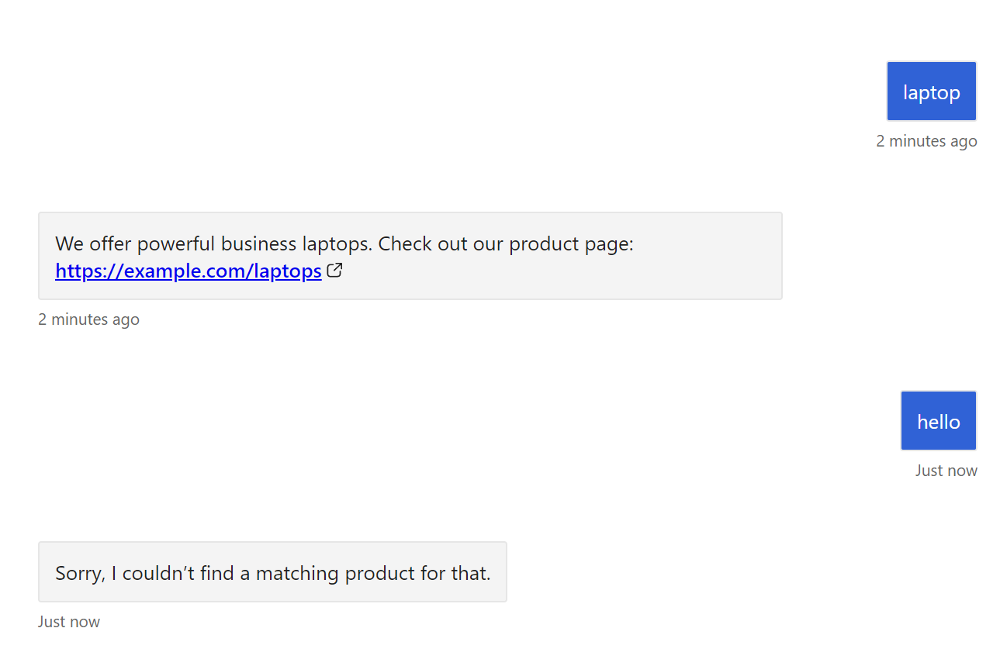 laptop
2 minutes ago
We offer powerful business laptops. Check out our product page:
https://example.com/laptops
2 minutes ago
hello
Just now
Sorry, I couldn’t find a matching product for that.
Just now